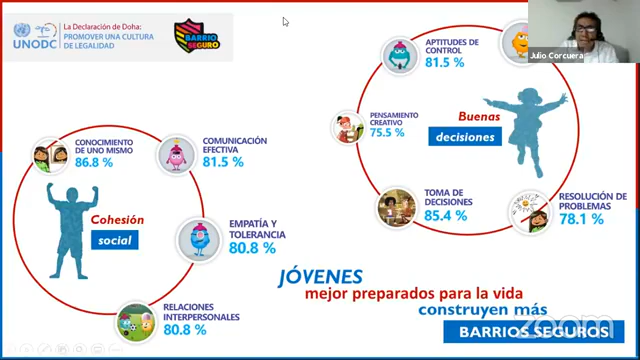 UNODC
La Declaración de Doha:
PROMOVER UNA CULTURA
DE LEGALIDAD
BARRIO
SEGURO
Julio Corcuera
APTITUDES DE
CONTROL
81.5 %
PENSAMIENTO
CREATIVO
75.5 %
Buenas
decisiones
TOMA DE
DECISIONES
85.4 %
RESOLUCIÓN DE
PROBLEMAS
78.1 %
CONOCIMIENTO
DE UNO MISMO
86.8 %
COMUNICACIÓN
EFECTIVA
81.5 %
Cohesión
social
EMPATÍA Y
TOLERANCIA
80.8 %
RELACIONES
INTERPERSONALES
80.8 %
JÓVENES
mejor preparados para la vida
construyen más
BARRIOS SEGUROS
zoom